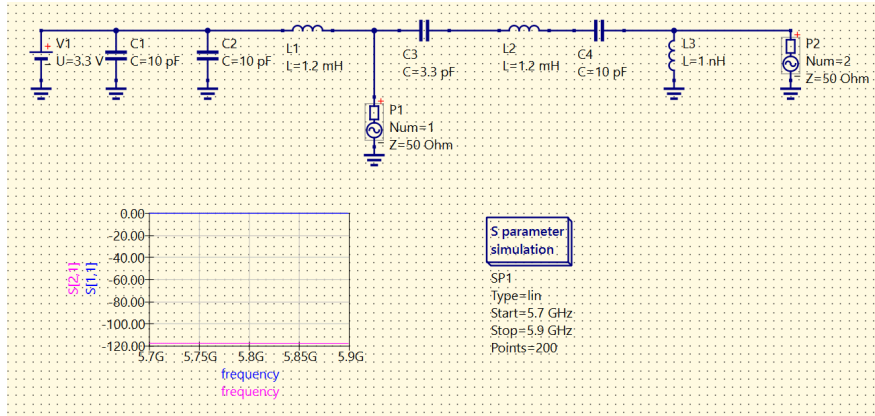 V1
U=3.3 V
C1
C=10 pF
C2
C=10 pF
L1
L=1.2 mH
C3
C=3.3 pF
L2
L=1.2 mH
C4
C=10 pF
L3
L=1 nH
P2
Num=2
Z=50 Ohm
P1
Num=1
Z=50 Ohm
0.00
-20.00
-40.00
-60.00
-80.00
-100.00
-120.00
S[2,1]
S[1,1]
5.7G 5.75G 5.8G 5.85G 5.9G
frequency
frequency
S parameter
simulation
SP1
Type=lin
Start=5.7 GHz
Stop=5.9 GHz
Points=200